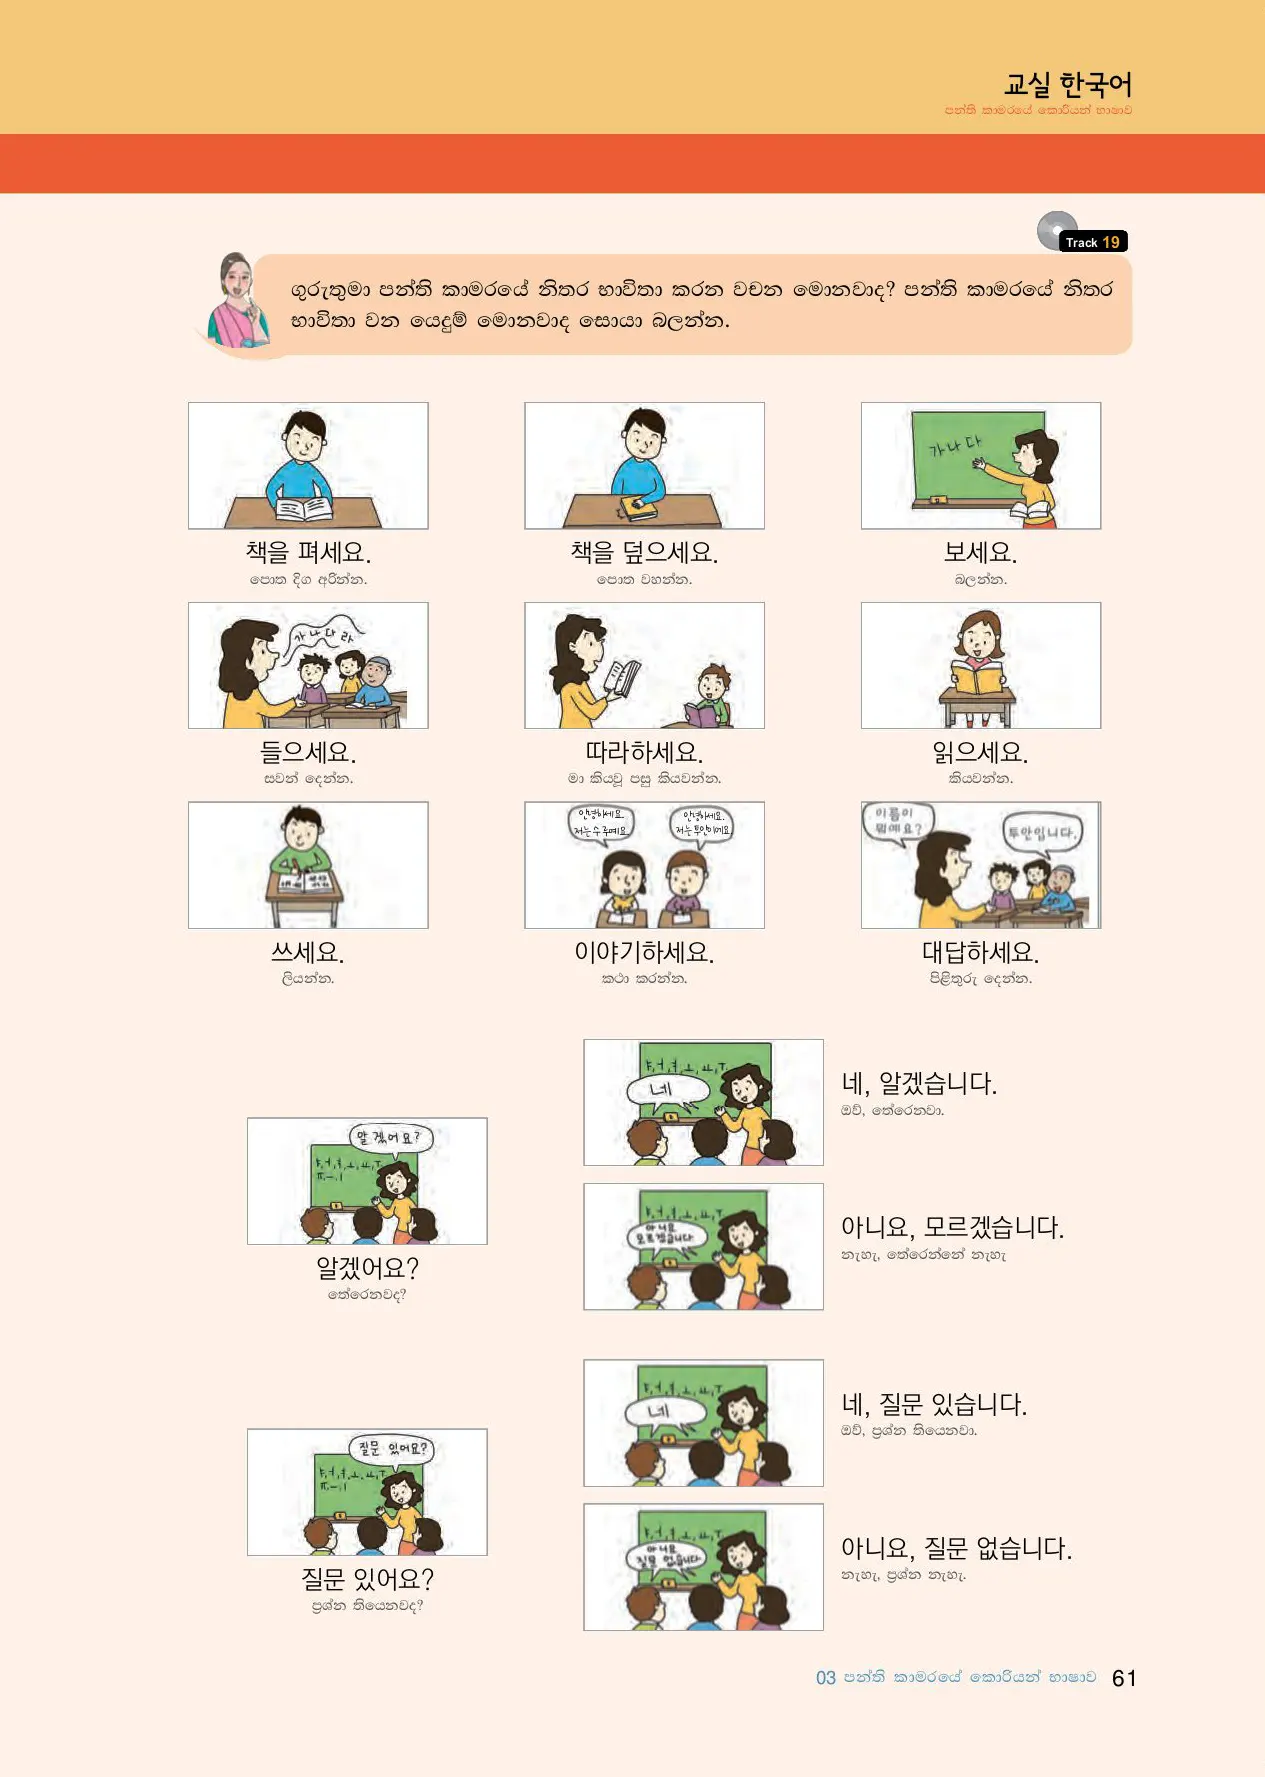 교실 한국어
පන්ති කාමරයේ කොරියන් භාෂාව
Track 19
ගුරුතුමා පන්ති කාමරයේ නිතර භාවිතා කරන වචන මොනවාද? පන්ති කාමරයේ නිතර
භාවිතා වන යෙදුම් මොනවාද සොයා බලන්න.
가 나 다
책을 펴세요.
පොත දිග අරින්න.
책을 덮으세요.
පොත වහන්න.
보세요.
බලන්න.
가 나 다 라
들으세요.
සවන් දෙන්න.
따라하세요.
මා කියවූ පසු කියවන්න.
읽으세요.
කියවන්න.
안녕하세요.
저는 수루예요.
안녕하세요.
저는 투안이에요.
이름이
뭐예요?
투안입니다.
쓰세요.
ලියන්න.
이야기하세요.
කථා කරන්න.
대답하세요.
පිළිතුරු දෙන්න.
알겠어요?
알겠어요?
තේරෙනවද?
ㅏ, ㅓ, ㅕ, ㅗ, ㅛ, ㅜ
네
네, 알겠습니다.
ඔව්, තේරෙනවා.
아니요
모르겠습니다
아니요, 모르겠습니다.
නැහැ, තේරෙන්නේ නැහැ
질문 있어요?
질문 있어요?
ප්‍රශ්න තියෙනවද?
네
네, 질문 있습니다.
ඔව්, ප්‍රශ්න තියෙනවා.
아니요
질문 없습니다
아니요, 질문 없습니다.
නැහැ, ප්‍රශ්න නැහැ.
03 පන්ති කාමරයේ කොරියන් භාෂාව 61